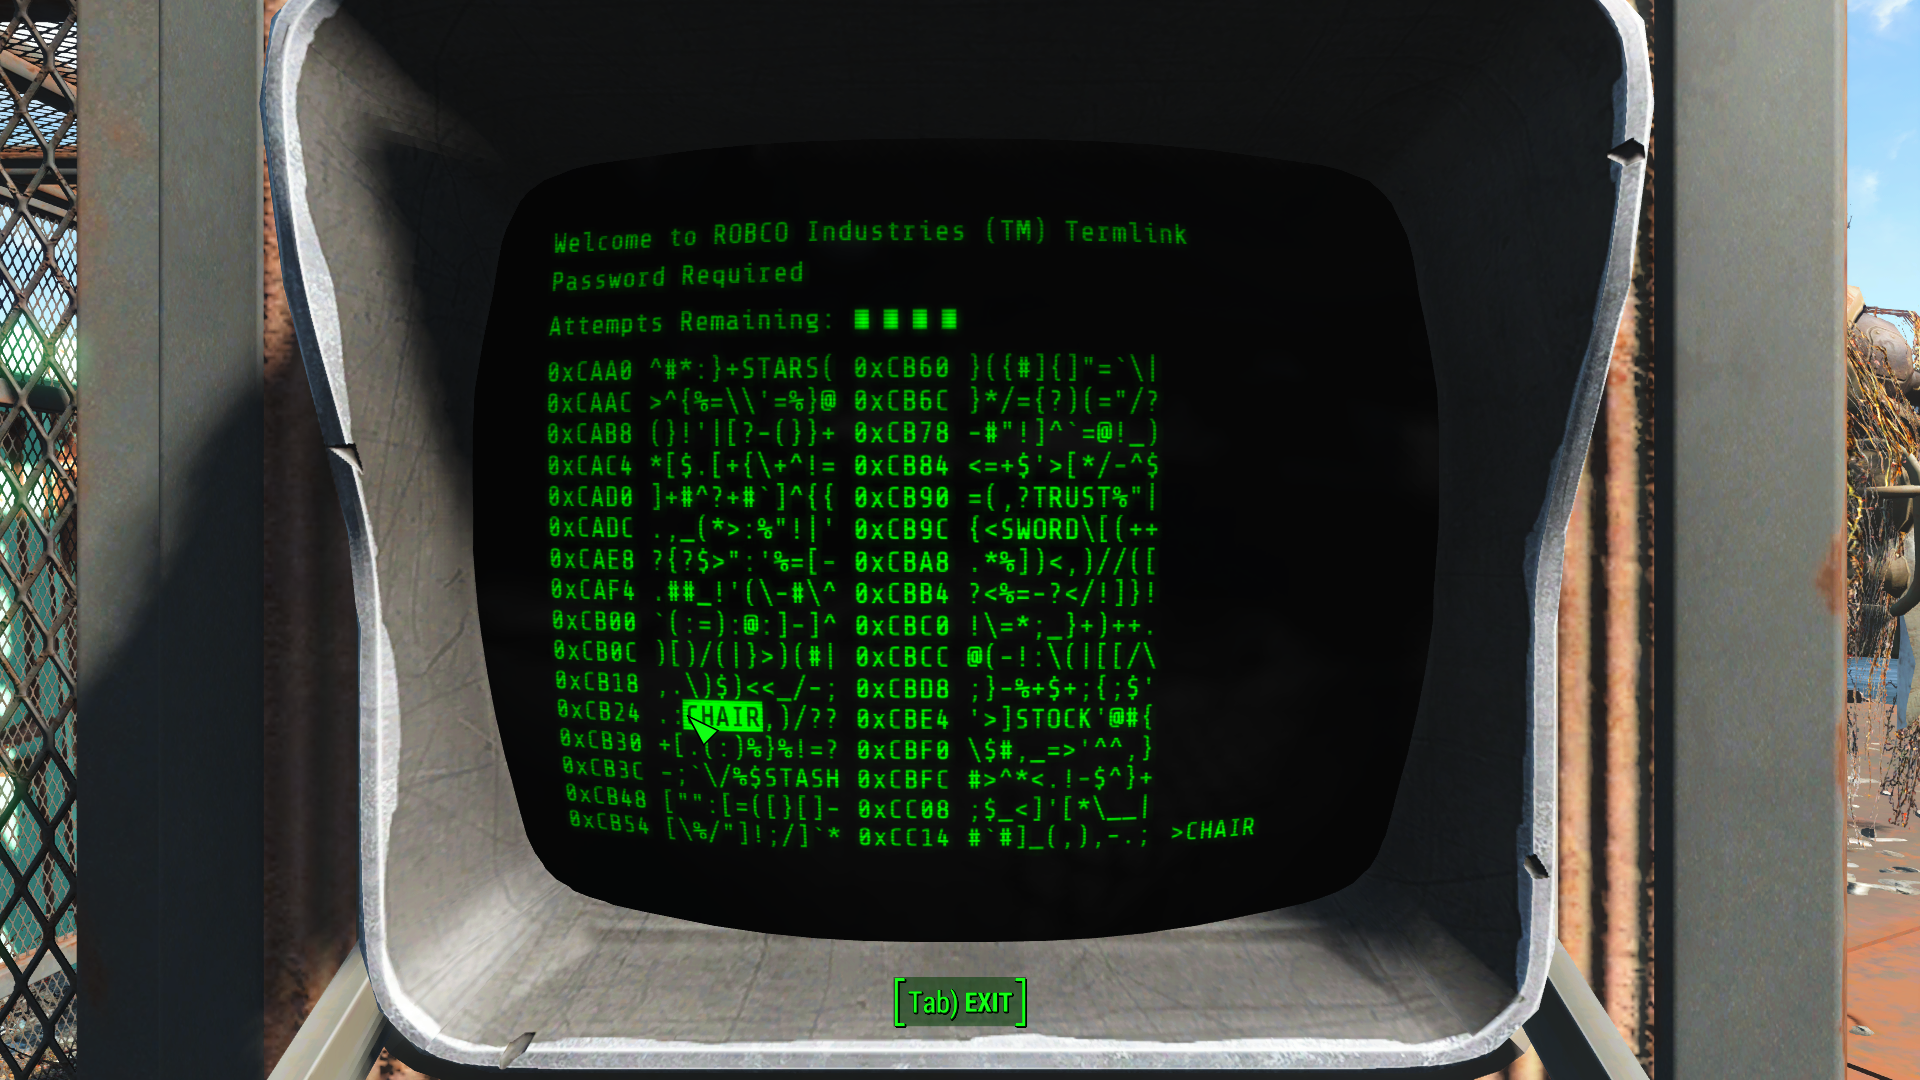 Welcome to ROBCO Industries (TM) Termlink
Password Required
Attempts Remaining: ■ ■ ■ ■
0xCAA0 ^#*:}+STARS( 0xCB60 }({#]{]"=`\|
0xCAAC >^{%=\\'=%}@ 0xCB6C }*/={?)(="/?
0xCAB8 (}!'|[?-(}}+ 0xCB78 -#"!]^`=@!_)
0xCAC4 *[$.[+{\+^!= 0xCB84 <=+$'>[*/-^$
0xCAD0 ]+#^?+#`]^{{ 0xCB90 =(,?TRUST%"|
0xCADC .,_(*>:%"!|' 0xCB9C {<SWORD\[(++
0xCAE8 ?{?$>":'%=[- 0xCBA8 .*%])<,)//([
0xCAF4 .##_!'(\-#\^ 0xCBB4 ?<%=-?</!]}!
0xCB00 `(:=):@:]-]^ 0xCBC0 !\=*;_}+)++.
0xCB0C )[)/(|}>)(#| 0xCBCC @(-!:\(|[[/\
0xCB18 ,.\)$)<<_/-; 0xCBD8 ;}-%+$+;{;$'
0xCB24 .:CHAIR,)/?? 0xCBE4 '>]STOCK'@#{
0xCB30 +[.(:)%}%!=? 0xCBF0 \$#,_=>'^^,}
0xCB3C -;`\/%$STASH 0xCBFC #>^*<.!-$^}+
0xCB48 ["":[=([}[]- 0xCC08 ;$_<]'[*\__|
0xCB54 [\%/"]!;/]`* 0xCC14 #`#]_(,),-.; >CHAIR
Tab) EXIT